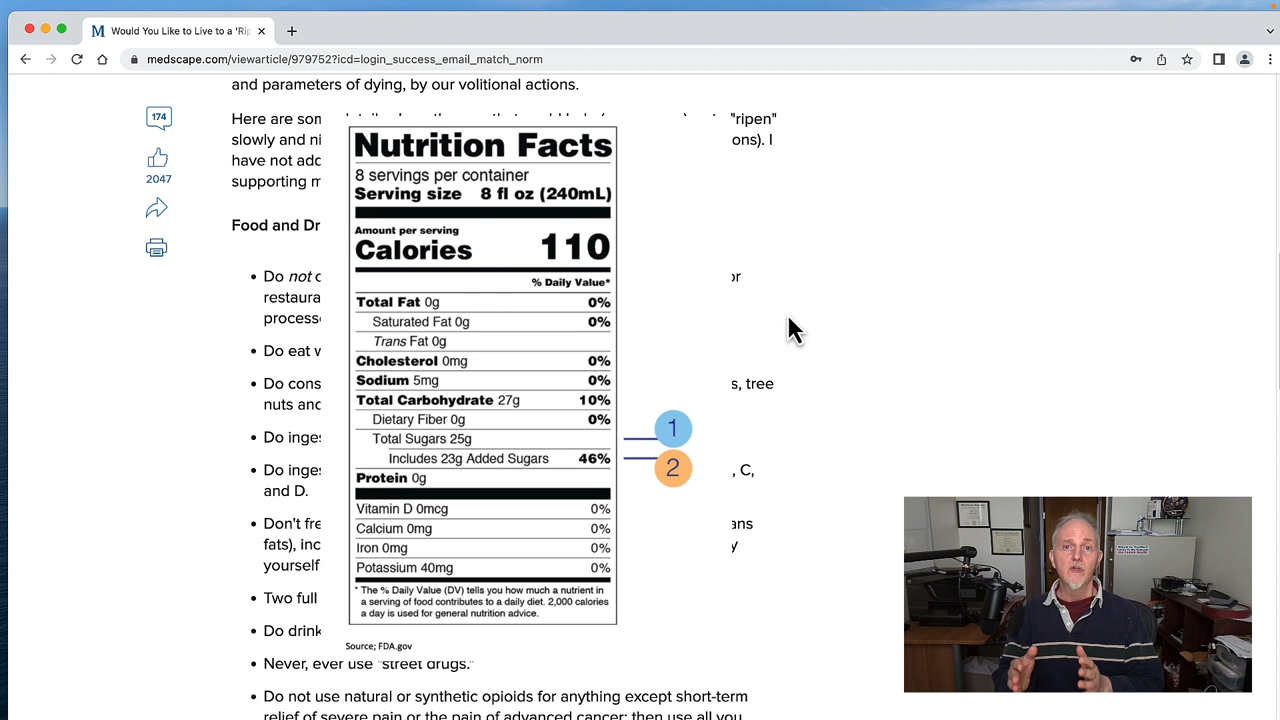 M Would You Like to Live to a 'Rip
medscape.com/viewarticle/979752?icd=login_success_email_match_norm
and parameters of dying, by our volitional actions.
174
2047
Here are som "ripen"
slowly and ni ons). I
have not add
supporting m
Food and Dr
• Do not c or
restaura
processe
• Do eat w
• Do cons s, tree
nuts and
• Do inges
• Do inges , C,
and D.
• Don't fre ans
fats), inc y
yourself
• Two full
• Do drink
• Never, ever use "street drugs."
• Do not use natural or synthetic opioids for anything except short-term
relief of severe pain or the pain of advanced cancer; then use all you
Nutrition Facts
8 servings per container
Serving size 8 fl oz (240mL)
Amount per serving
Calories 110
% Daily Value*
Total Fat 0g 0%
Saturated Fat 0g 0%
Trans Fat 0g
Cholesterol 0mg 0%
Sodium 5mg 0%
Total Carbohydrate 27g 10%
Dietary Fiber 0g 0%
Total Sugars 25g
1
Includes 23g Added Sugars 46%
2
Protein 0g
Vitamin D 0mcg 0%
Calcium 0mg 0%
Iron 0mg 0%
Potassium 40mg 0%
* The % Daily Value (DV) tells you how much a nutrient in
a serving of food contributes to a daily diet. 2,000 calories
a day is used for general nutrition advice.
Source; FDA.gov